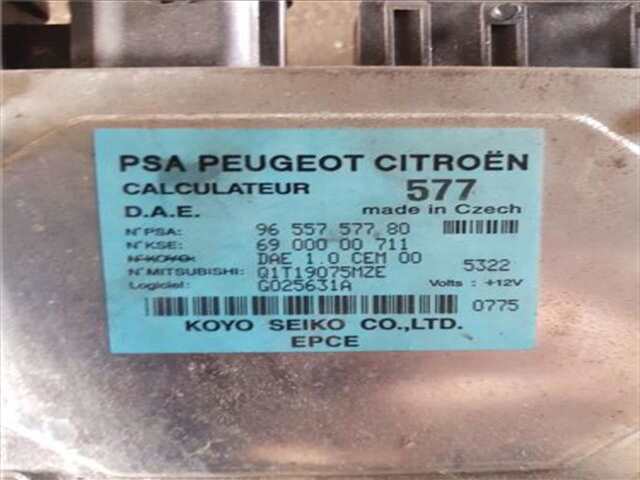 PSA PEUGEOT CITROËN
CALCULATEUR 577
D.A.E. made in Czech
N° PSA: 96 557 577 80
N° KSE: 69 000 00 711
N° KOYO: DAE 1.0 CEM 00 5322
N° MITSUBISHI: Q1T19075MZE
Logiciel: G025631A Volts : +12V
0775
KOYO SEIKO CO.,LTD.
EPCE